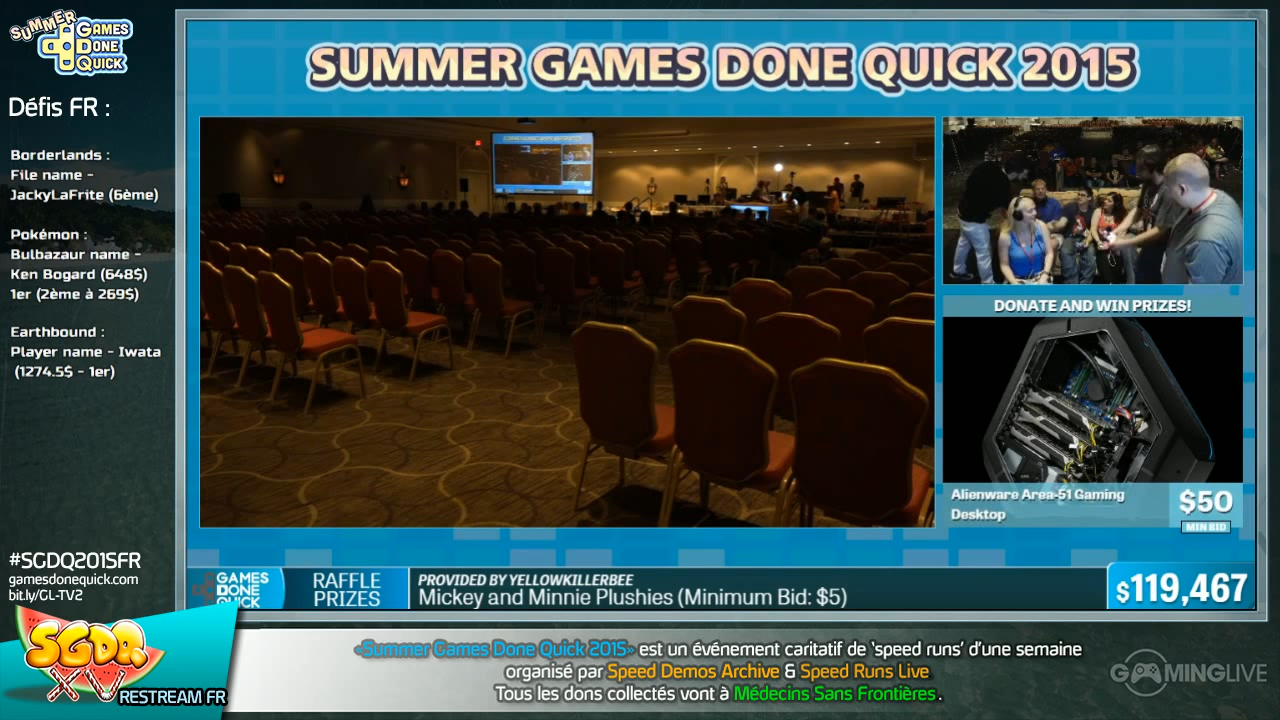 SUMMER
GAMES
DONE
QUICK
Défis FR :
Borderlands :
File name -
JackyLaFrite (6ème)
Pokémon :
Bulbazaur name -
Ken Bogard (648$)
1er (2ème à 269$)
Earthbound :
Player name - Iwata
(1274.5$ - 1er)
#SGDQ2015FR
gamesdonequick.com
bit.ly/GL-TV2
SUMMER GAMES DONE QUICK 2015
DONATE AND WIN PRIZES!
Alienware Area-51 Gaming
Desktop
$50
MIN BID
GAMES
DONE
QUICK
RAFFLE
PRIZES
PROVIDED BY YELLOWKILLERBEE
Mickey and Minnie Plushies (Minimum Bid: $5)
$119,467
SGDQ
RESTREAM FR
«Summer Games Done Quick 2015» est un événement caritatif de 'speed runs' d'une semaine
organisé par Speed Demos Archive & Speed Runs Live
Tous les dons collectés vont à Médecins Sans Frontières.
GAMINGLIVE